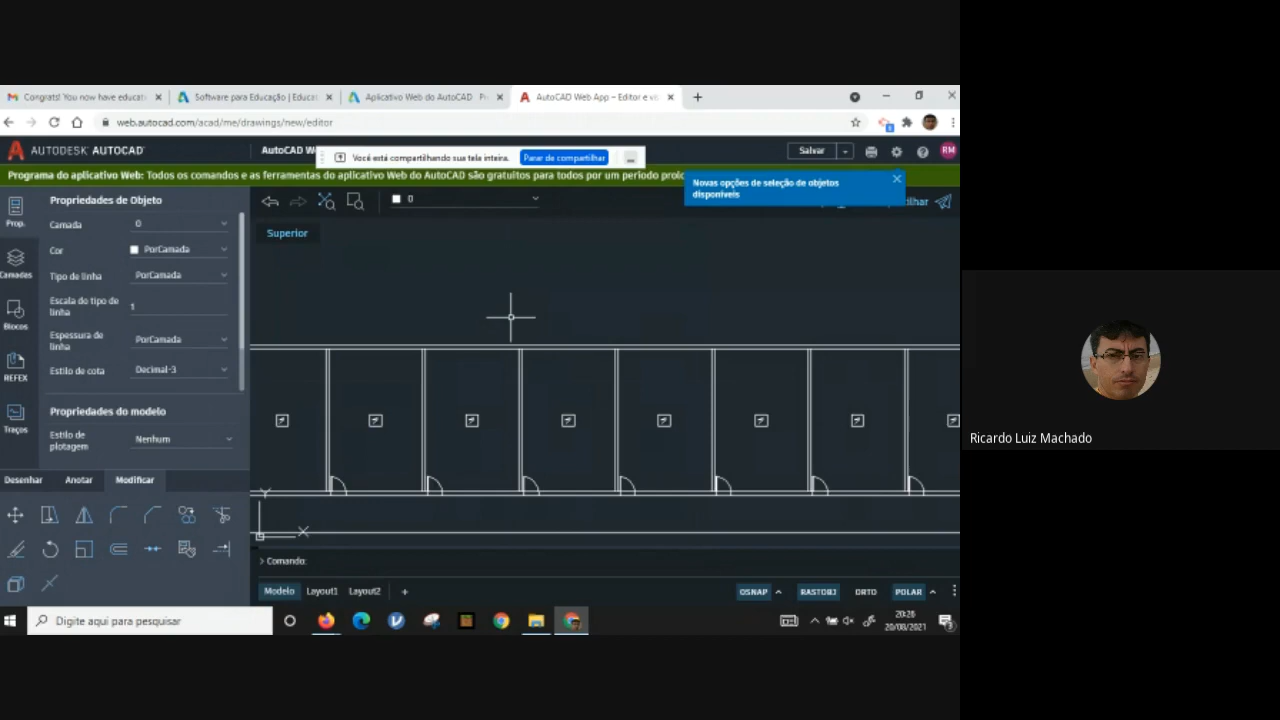 Congrats! You now have educati
Software para Educação | Educac
Aplicativo Web do AutoCAD
AutoCAD Web App – Editor e vi
web.autocad.com/acad/me/drawings/new/editor
AUTODESK® AUTOCAD®
AutoCAD W
Você está compartilhando sua tela inteira.
Parar de compartilhar
Salvar
RM
Programa do aplicativo Web: Todos os comandos e as ferramentas do aplicativo Web do AutoCAD são gratuitos para todos por um período prolo
Novas opções de seleção de objetos
disponíveis
ilhar
Prop.
Camadas
Blocos
REFEX
Traços
Propriedades de Objeto
Camada 0
Cor PorCamada
Tipo de linha PorCamada
Escala do tipo de
linha 1
Espessura de
linha PorCamada
Estilo de cota Decimal-3
Propriedades do modelo
Estilo de
plotagem Nenhum
0
Superior
Desenhar Anotar Modificar
Y
X
Comando:
Modelo Layout1 Layout2 +
OSNAP RASTOBJ ORTO POLAR
Digite aqui para pesquisar
20:26
20/08/2021
Ricardo Luiz Machado